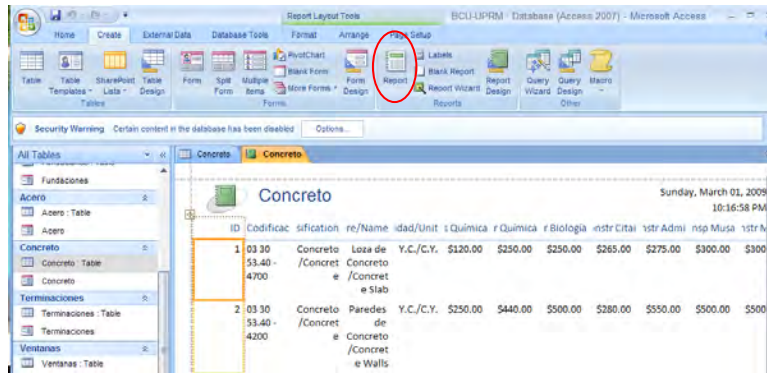 Report Layout Tools
BCU-UPRM : Database (Access 2007) - Microsoft Access
Home Create External Data Database Tools Format Arrange Page Setup
Table
Table Templates
SharePoint Lists
Table Design
Tables
Form
Split Form
Multiple Items
PivotChart
Blank Form
More Forms
Form Design
Forms
Report
Labels
Blank Report
Report Wizard
Report Design
Reports
Query Wizard
Query Design
Macro
Other
Security Warning Certain content in the database has been disabled Options...
All Tables
Fundaciones
Acero
Acero : Table
Acero
Concreto
Concreto : Table
Concreto
Terminaciones
Terminaciones : Table
Terminaciones
Ventanas
Ventanas : Table
Concreto Concreto
Concreto
Sunday, March 01, 2009
10:16:58 PM
ID Codificac sification re/Name idad/Unit Quimica r Quimica r Biologia nstr Citai nstr Admi nsp Musa
1 03 30 Concreto Loza de Y.C./C.Y. $120.00 $250.00 $250.00 $265.00 $275.00 $300.00 $300
53.40 - /Concret Concreto
4700 e /Concret
e Slab
2 03 30 Concreto Paredes Y.C./C.Y. $250.00 $440.00 $500.00 $280.00 $550.00 $500.00 $500
53.40 - /Concret de
4200 e Concreto
/Concret
e Walls